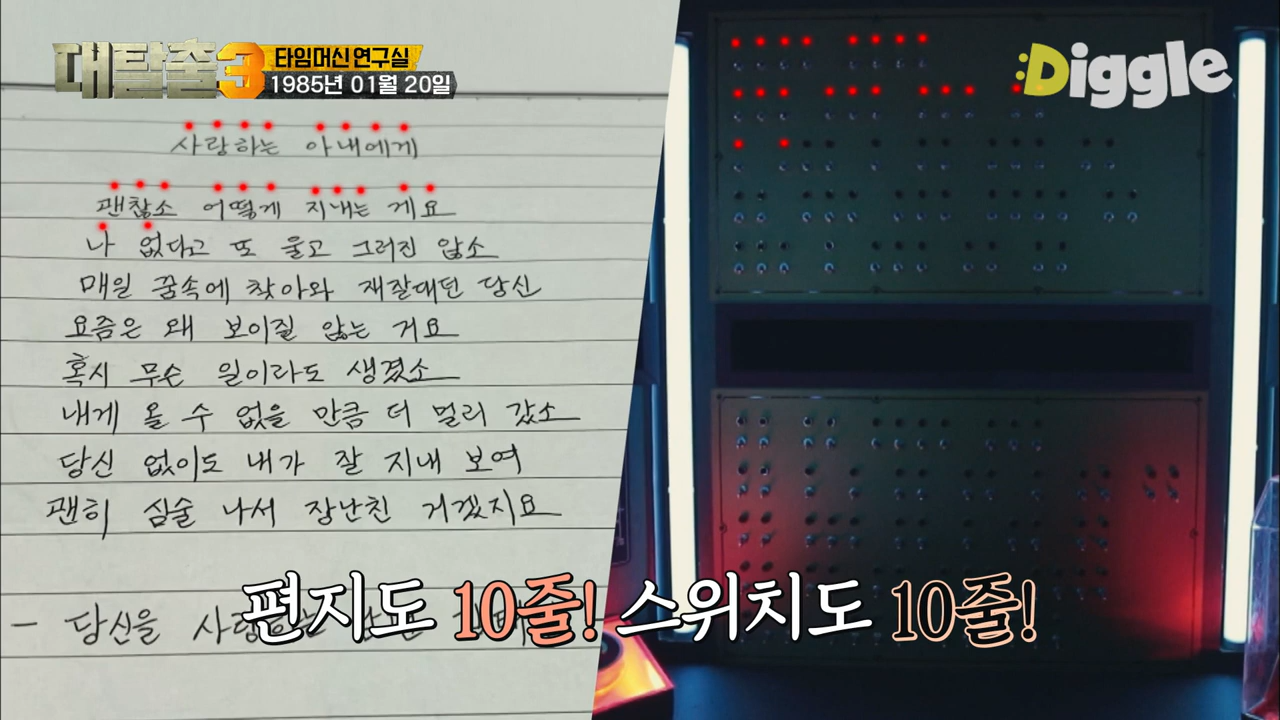 대탈출3
타임머신 연구실
1985년 01월 20일
:Diggle
사랑하는 아내에게
괜찮소 어떻게 지내는 게요
나 없다고 또 울고 그러진 않소
매일 꿈속에 찾아와 재잘대던 당신
요즘은 왜 보이질 않는 거요
혹시 무슨 일이라도 생겼소
내게 올 수 없을 만큼 더 멀리 갔소
당신 없이도 내가 잘 지내 보여
괜히 심술 나서 장난친 거겠지요
- 당신을 사랑하는
편지도 10줄! 스위치도 10줄!